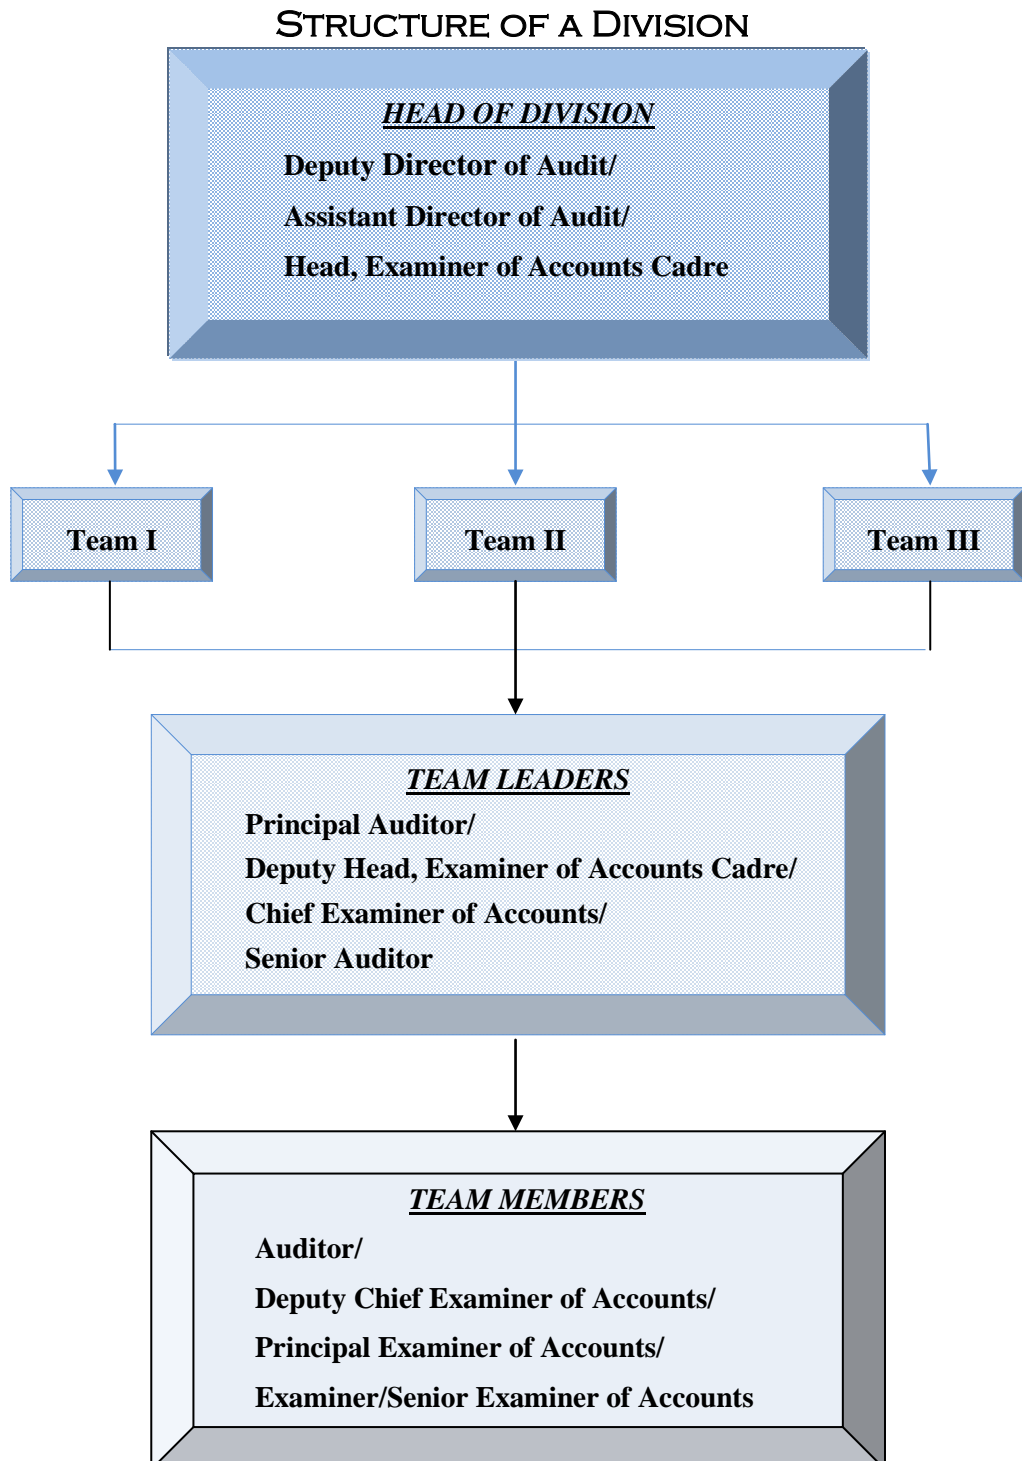 STRUCTURE OF A DIVISION
HEAD OF DIVISION
Deputy Director of Audit/
Assistant Director of Audit/
Head, Examiner of Accounts Cadre
Team I
Team II
Team III
TEAM LEADERS
Principal Auditor/
Deputy Head, Examiner of Accounts Cadre/
Chief Examiner of Accounts/
Senior Auditor
TEAM MEMBERS
Auditor/
Deputy Chief Examiner of Accounts/
Principal Examiner of Accounts/
Examiner/Senior Examiner of Accounts